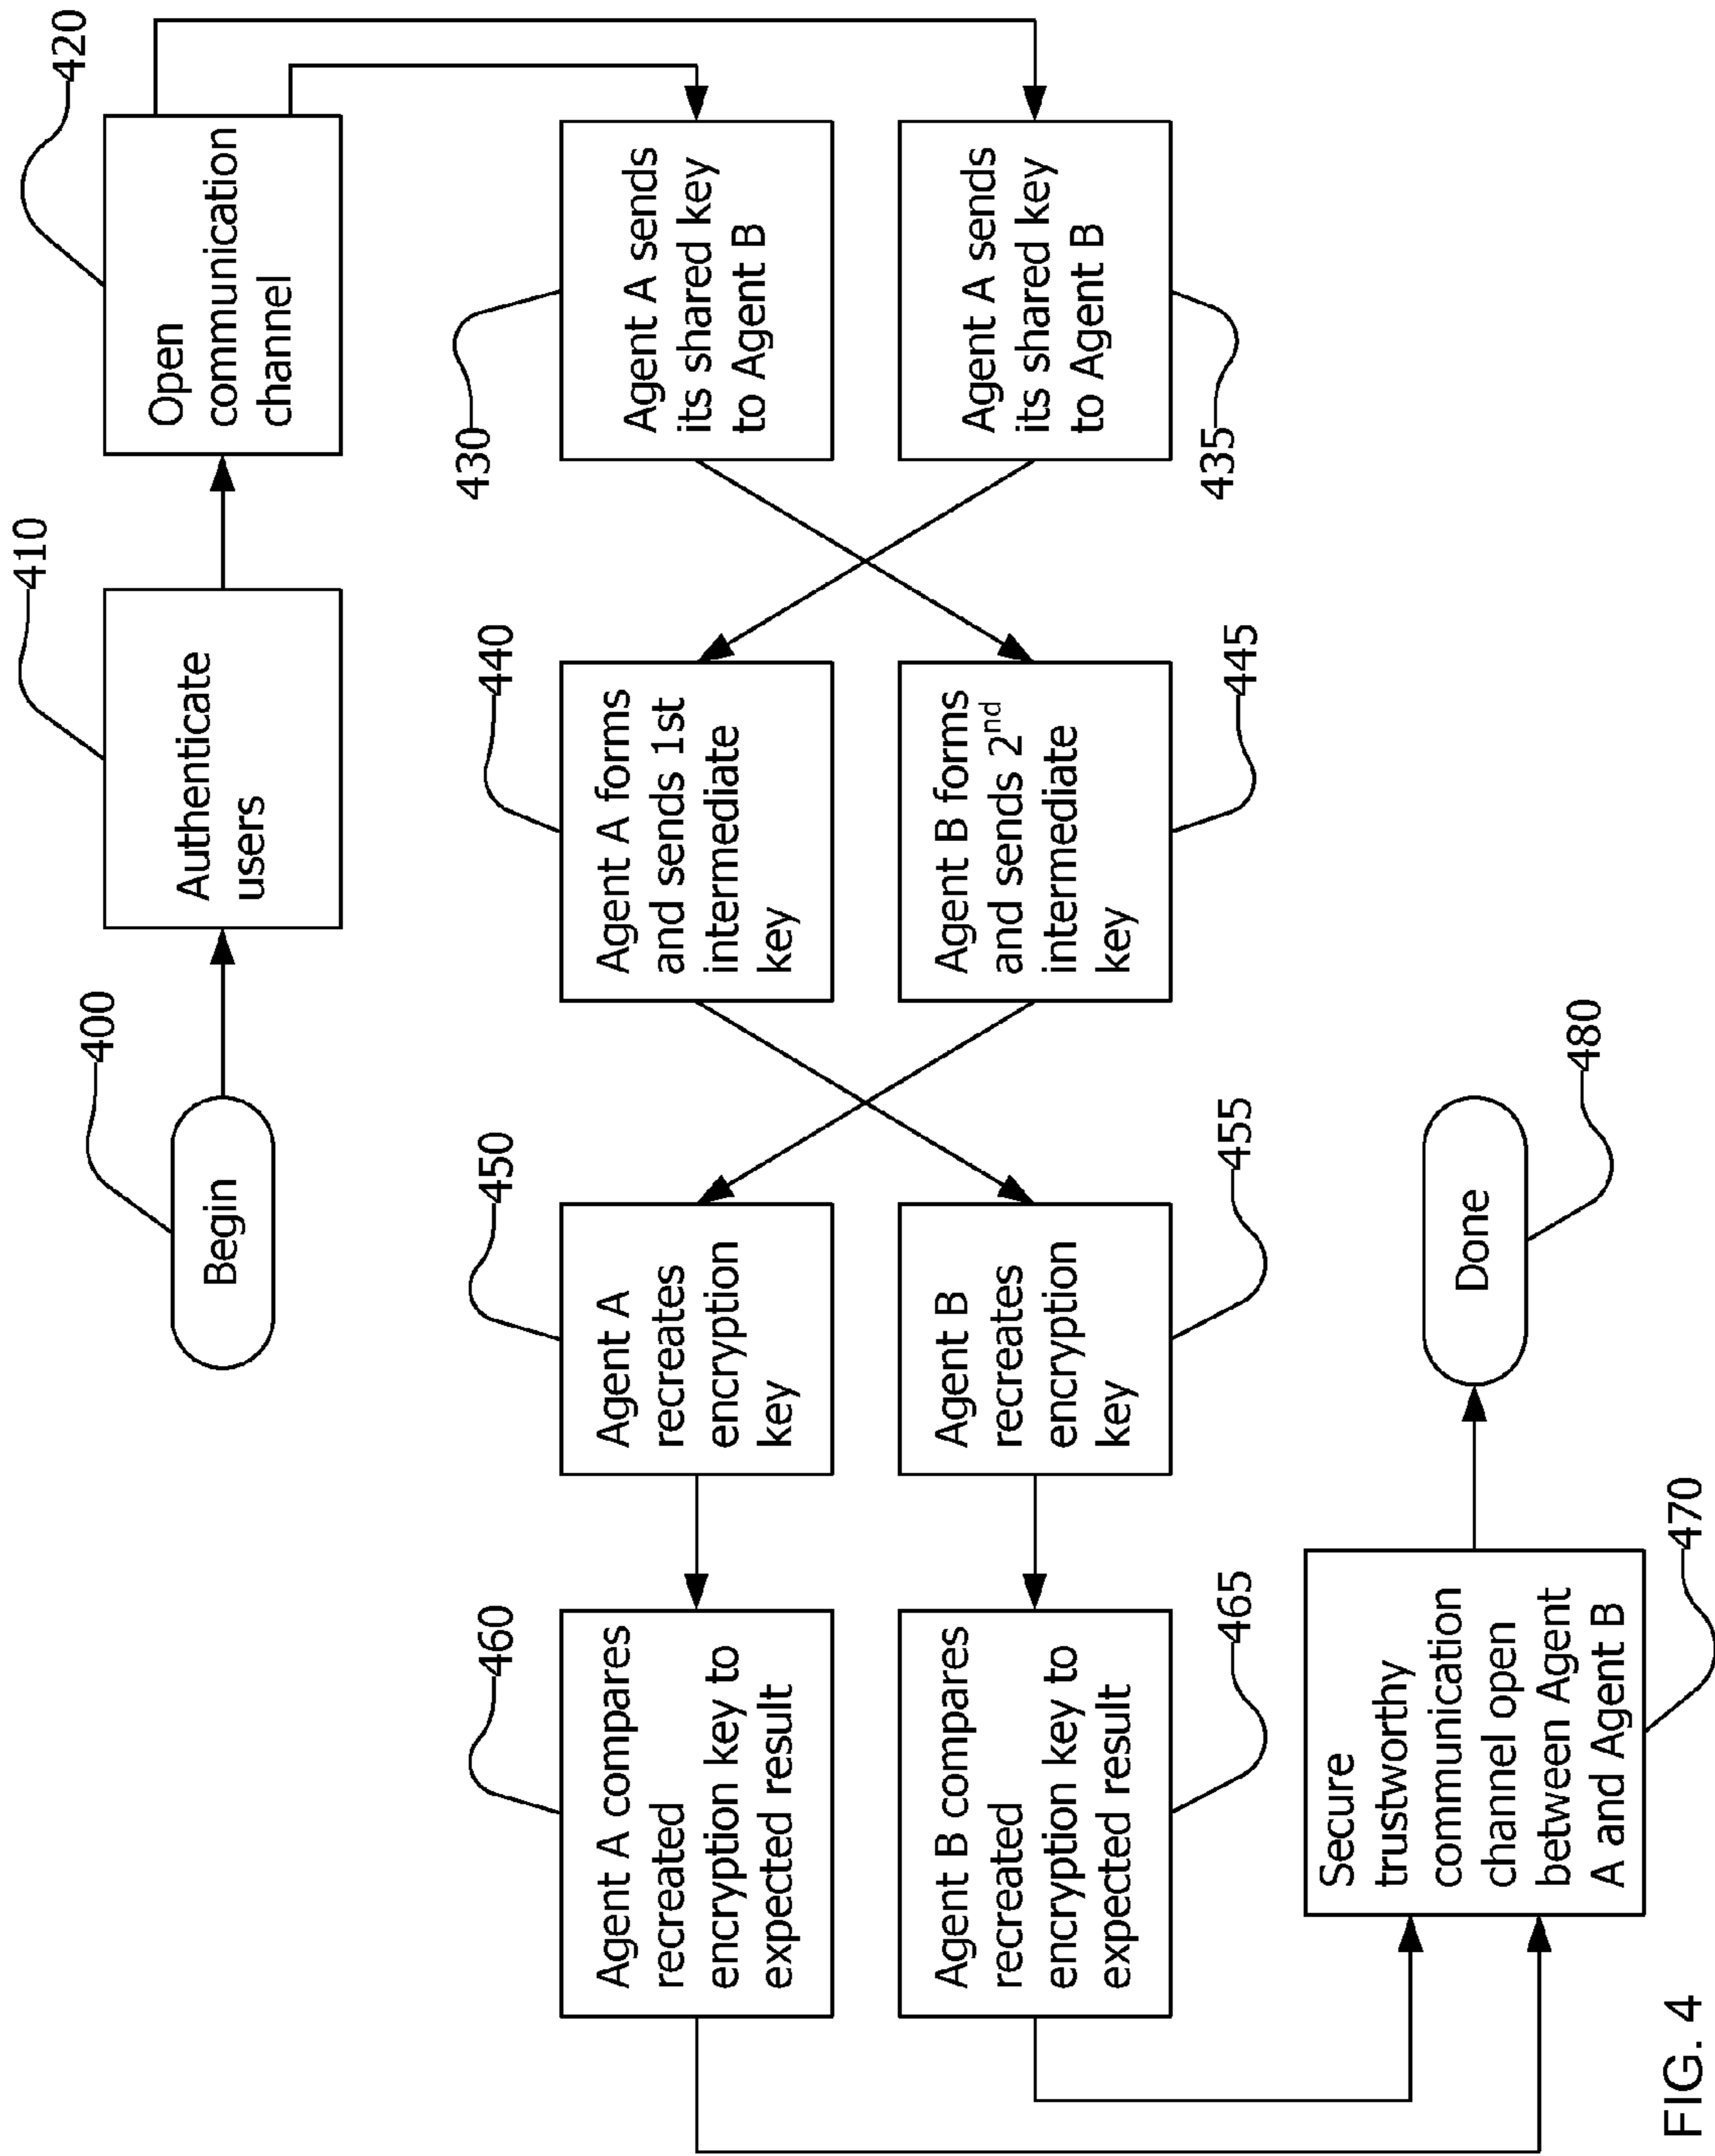 400
Begin
410
Authenticate
users
420
Open
communication
channel
430
Agent A sends
its shared key
to Agent B
435
Agent A sends
its shared key
to Agent B
440
Agent A forms
and sends 1st
intermediate
key
445
Agent B forms
and sends 2nd
intermediate
key
450
Agent A
recreates
encryption
key
455
Agent B
recreates
encryption
key
460
Agent A compares
recreated
encryption key to
expected result
465
Agent B compares
recreated
encryption key to
expected result
470
Secure
trustworthy
communication
channel open
between Agent
A and Agent B
480
Done
FIG. 4